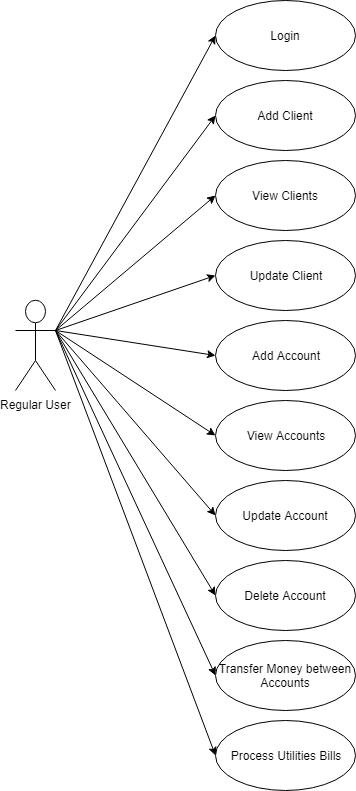 Login
Add Client
View Clients
Update Client
Add Account
Regular User
View Accounts
Update Account
Delete Account
Transfer Money between
Accounts
Process Utilities Bills